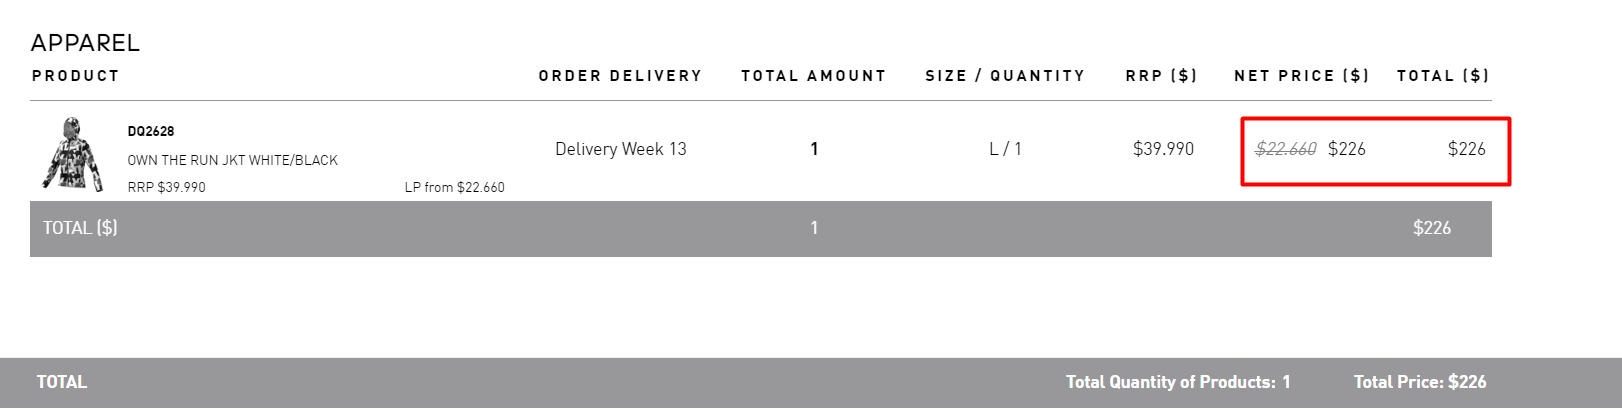 APPAREL
PRODUCT ORDER DELIVERY TOTAL AMOUNT SIZE / QUANTITY RRP ($) NET PRICE ($) TOTAL ($)
DQ2628
OWN THE RUN JKT WHITE/BLACK
RRP $39.990 LP from $22.660
Delivery Week 13 1 L / 1 $39.990 $22.660 $226 $226
TOTAL ($) 1 $226
TOTAL Total Quantity of Products: 1 Total Price: $226